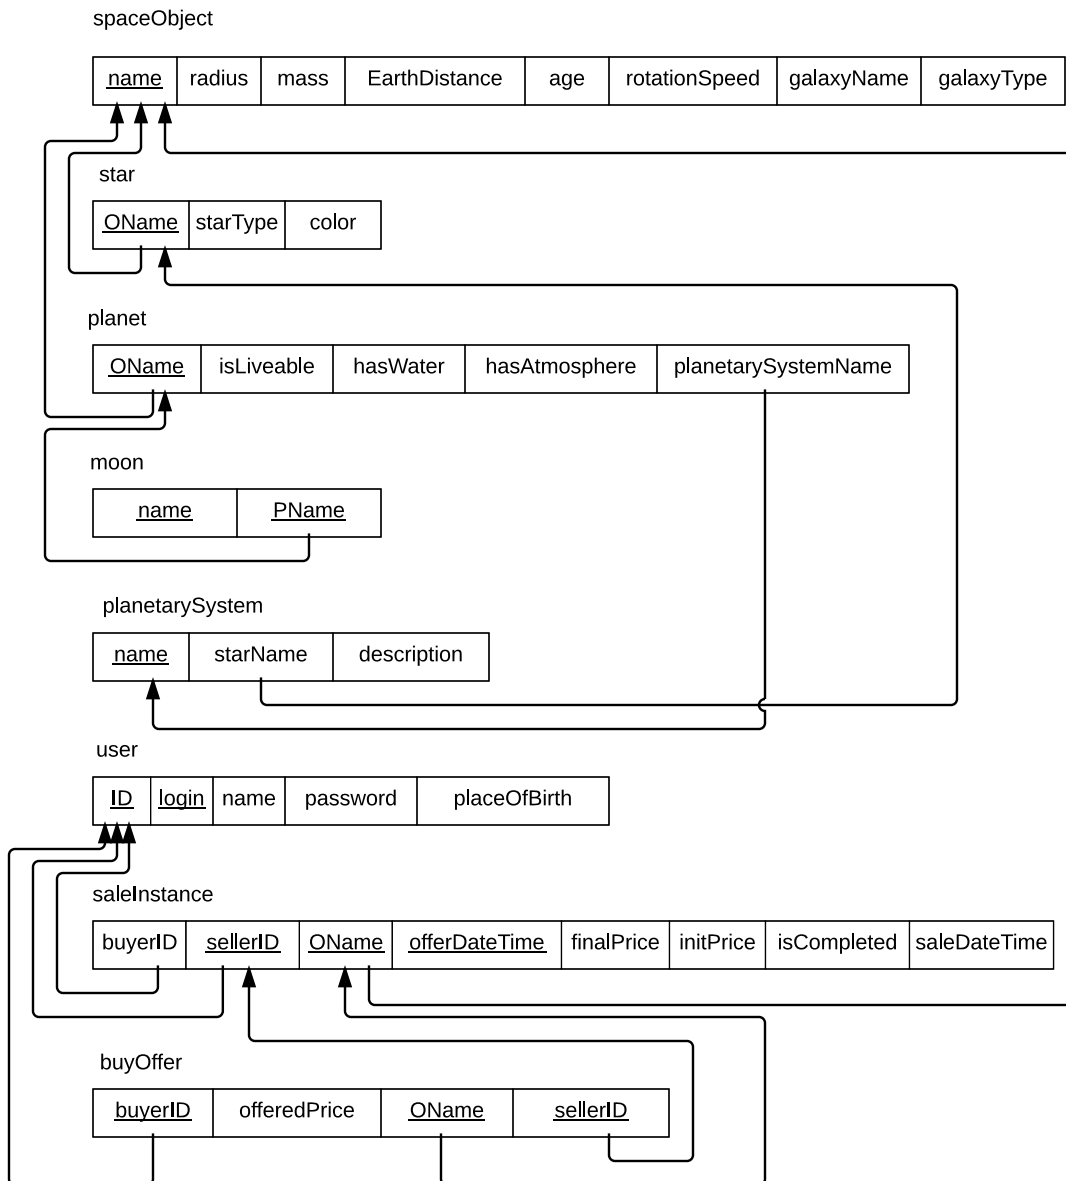 spaceObject
name radius mass EarthDistance age rotationSpeed galaxyName galaxyType
star
OName starType color
planet
OName isLiveable hasWater hasAtmosphere planetarySystemName
moon
name PName
planetarySystem
name starName description
user
ID login name password placeOfBirth
saleInstance
buyerID sellerID OName offerDateTime finalPrice initPrice isCompleted saleDateTime
buyOffer
buyerID offeredPrice OName sellerID